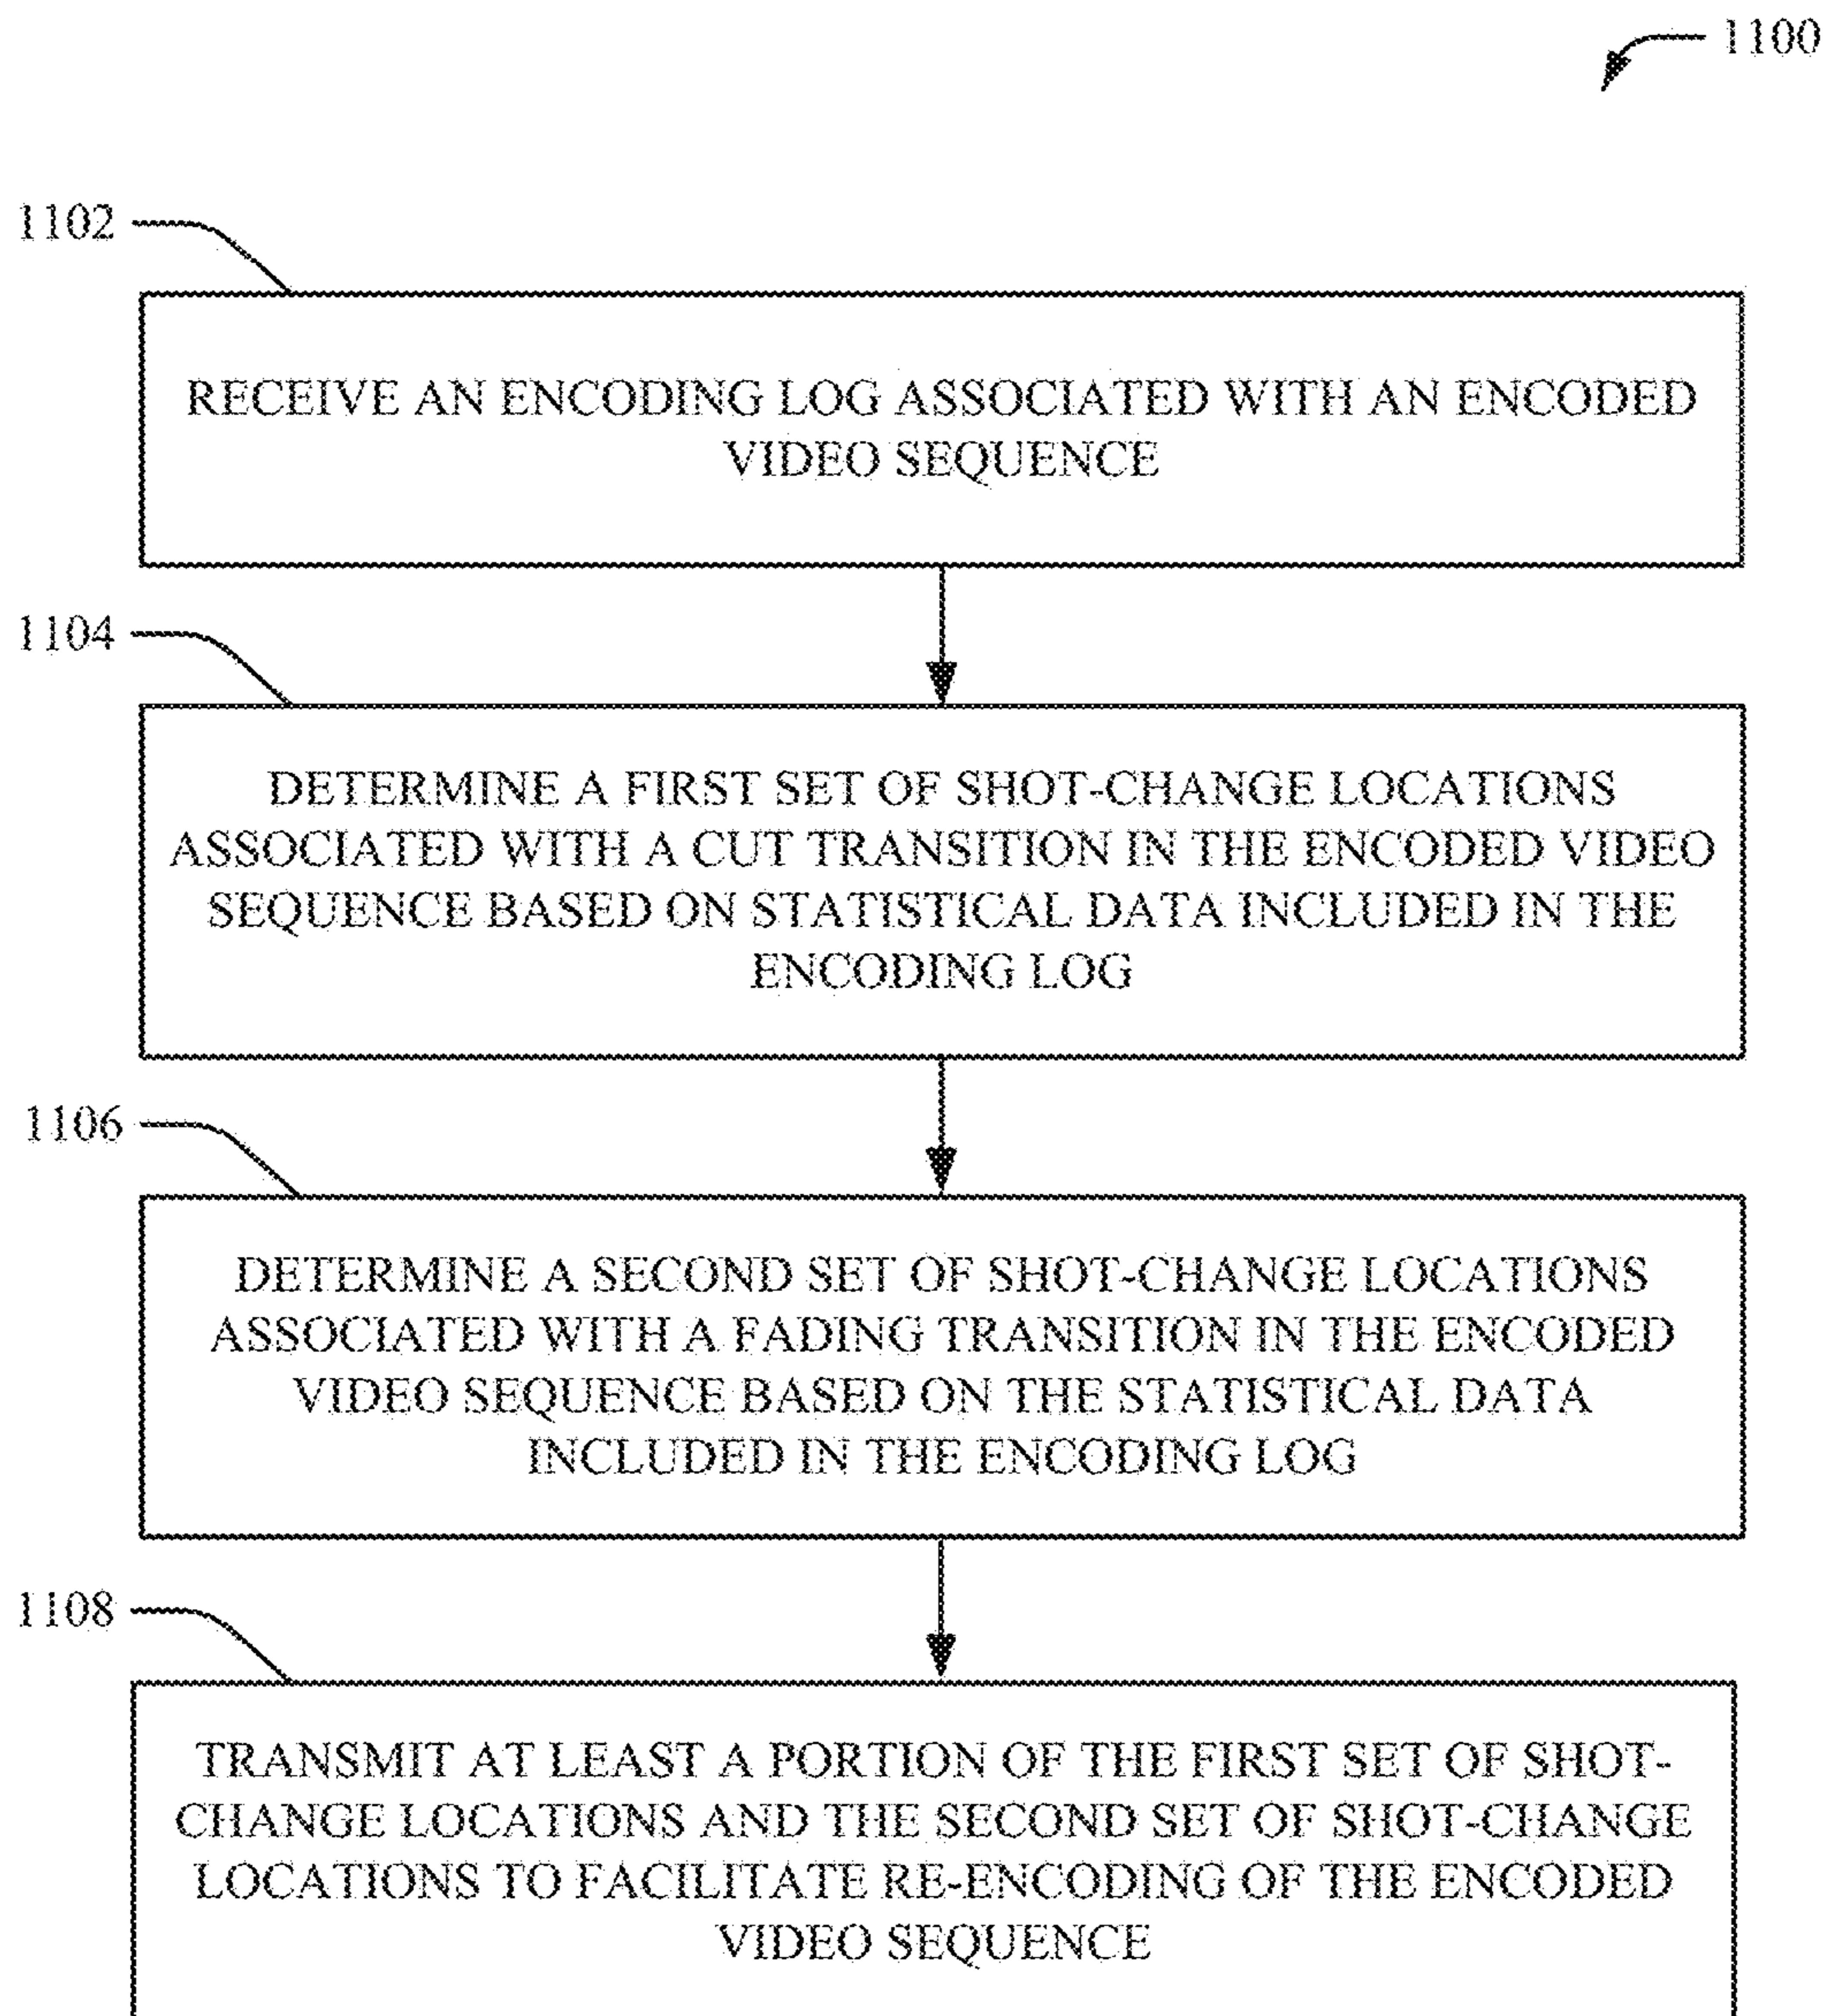 1100
1102
RECEIVE AN ENCODING LOG ASSOCIATED WITH AN ENCODED
VIDEO SEQUENCE
1104
DETERMINE A FIRST SET OF SHOT-CHANGE LOCATIONS
ASSOCIATED WITH A CUT TRANSITION IN THE ENCODED VIDEO
SEQUENCE BASED ON STATISTICAL DATA INCLUDED IN THE
ENCODING LOG
1106
DETERMINE A SECOND SET OF SHOT-CHANGE LOCATIONS
ASSOCIATED WITH A FADING TRANSITION IN THE ENCODED
VIDEO SEQUENCE BASED ON THE STATISTICAL DATA
INCLUDED IN THE ENCODING LOG
1108
TRANSMIT AT LEAST A PORTION OF THE FIRST SET OF SHOT-
CHANGE LOCATIONS AND THE SECOND SET OF SHOT-CHANGE
LOCATIONS TO FACILITATE RE-ENCODING OF THE ENCODED
VIDEO SEQUENCE